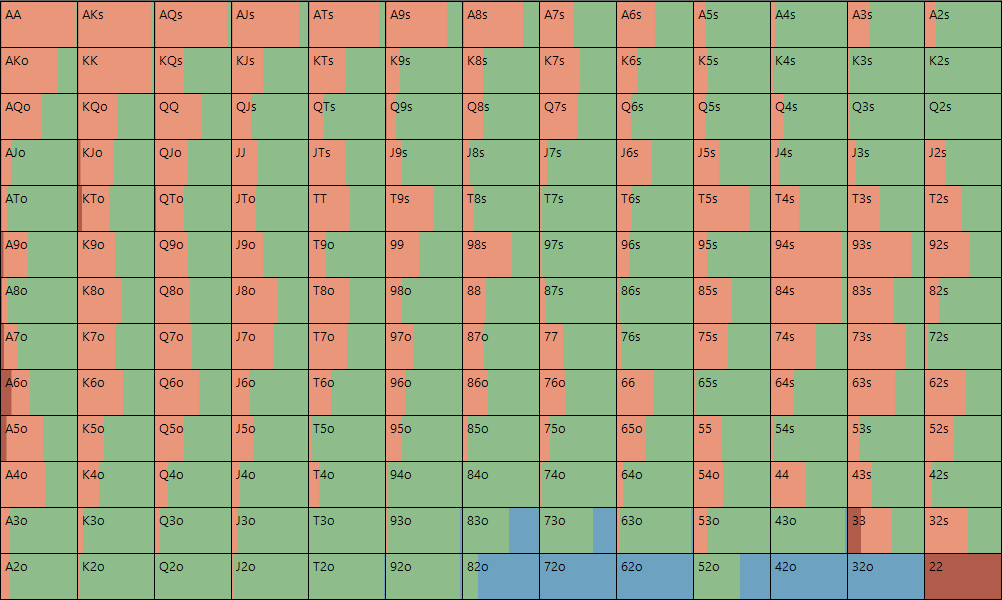 AA AKs AQs AJs ATs A9s A8s A7s A6s A5s A4s A3s A2s
AKo KK KQs KJs KTs K9s K8s K7s K6s K5s K4s K3s K2s
AQo KQo QQ QJs QTs Q9s Q8s Q7s Q6s Q5s Q4s Q3s Q2s
AJo KJo QJo JJ JTs J9s J8s J7s J6s J5s J4s J3s J2s
ATo KTo QTo JTo TT T9s T8s T7s T6s T5s T4s T3s T2s
A9o K9o Q9o J9o T9o 99 98s 97s 96s 95s 94s 93s 92s
A8o K8o Q8o J8o T8o 98o 88 87s 86s 85s 84s 83s 82s
A7o K7o Q7o J7o T7o 97o 87o 77 76s 75s 74s 73s 72s
A6o K6o Q6o J6o T6o 96o 86o 76o 66 65s 64s 63s 62s
A5o K5o Q5o J5o T5o 95o 85o 75o 65o 55 54s 53s 52s
A4o K4o Q4o J4o T4o 94o 84o 74o 64o 54o 44 43s 42s
A3o K3o Q3o J3o T3o 93o 83o 73o 63o 53o 43o 33 32s
A2o K2o Q2o J2o T2o 92o 82o 72o 62o 52o 42o 32o 22